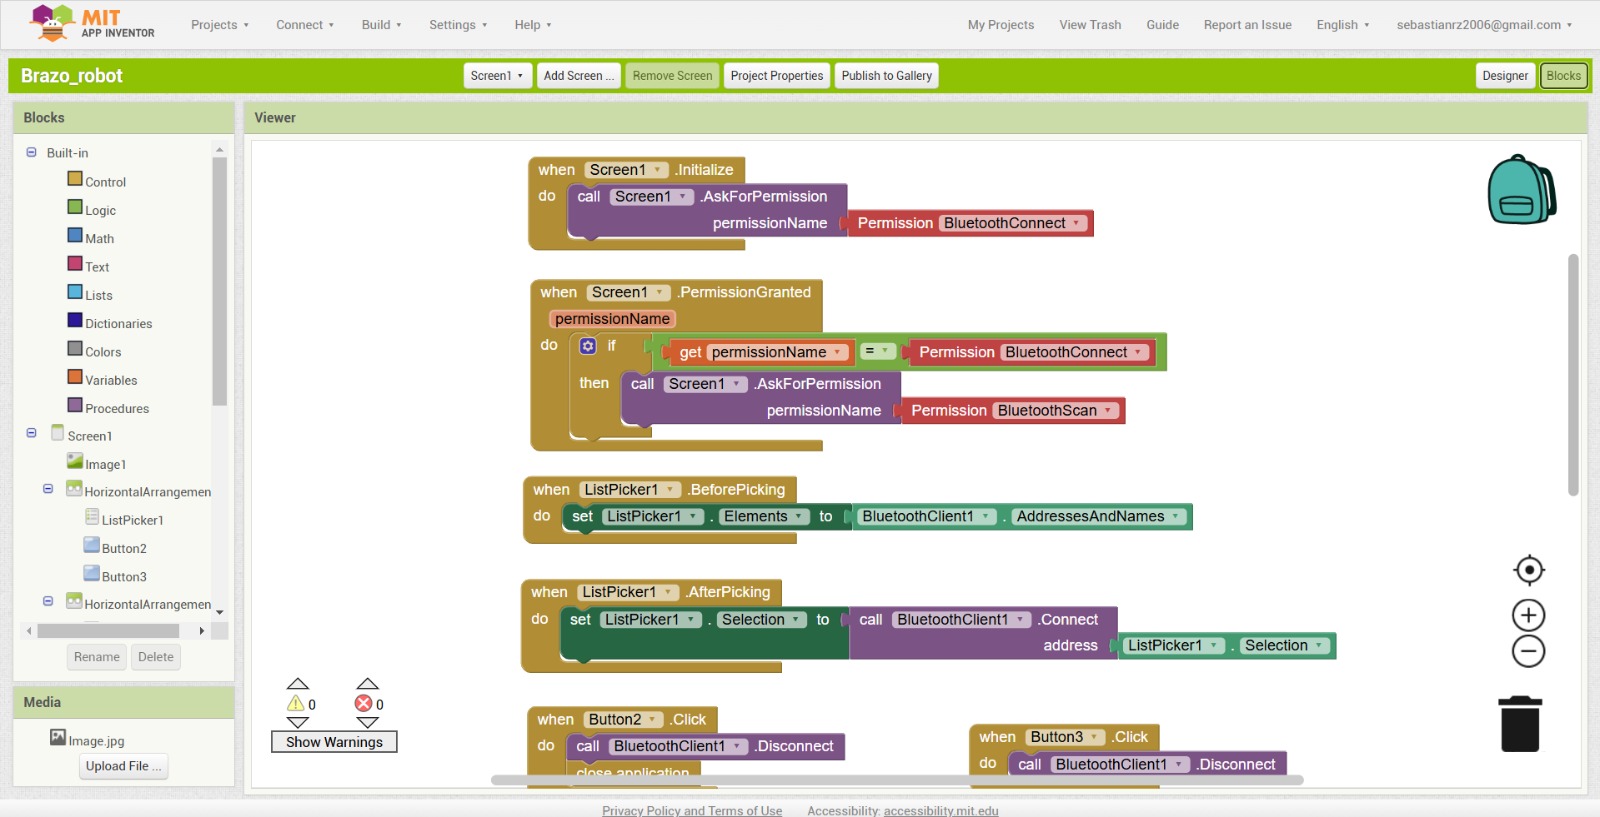 MIT
APP INVENTOR
Projects
Connect
Build
Settings
Help
My Projects
View Trash
Guide
Report an Issue
English
sebastianrz2006@gmail.com
Brazo_robot
Screen1
Add Screen ...
Remove Screen
Project Properties
Publish to Gallery
Designer
Blocks
Blocks
Built-in
Control
Logic
Math
Text
Lists
Dictionaries
Colors
Variables
Procedures
Screen1
Image1
HorizontalArrangemen
ListPicker1
Button2
Button3
HorizontalArrangemen
Rename
Delete
Media
Image.jpg
Upload File ...
Viewer
when Screen1 .Initialize
do call Screen1 .AskForPermission
permissionName Permission BluetoothConnect
when Screen1 .PermissionGranted
permissionName
do if get permissionName = Permission BluetoothConnect
then call Screen1 .AskForPermission
permissionName Permission BluetoothScan
when ListPicker1 .BeforePicking
do set ListPicker1 . Elements to BluetoothClient1 . AddressesAndNames
when ListPicker1 .AfterPicking
do set ListPicker1 . Selection to call BluetoothClient1 .Connect
address ListPicker1 . Selection
when Button2 .Click
do call BluetoothClient1 .Disconnect
close application
when Button3 .Click
do call BluetoothClient1 .Disconnect
0
0
Show Warnings
Privacy Policy and Terms of Use
Accessibility: accessibility.mit.edu